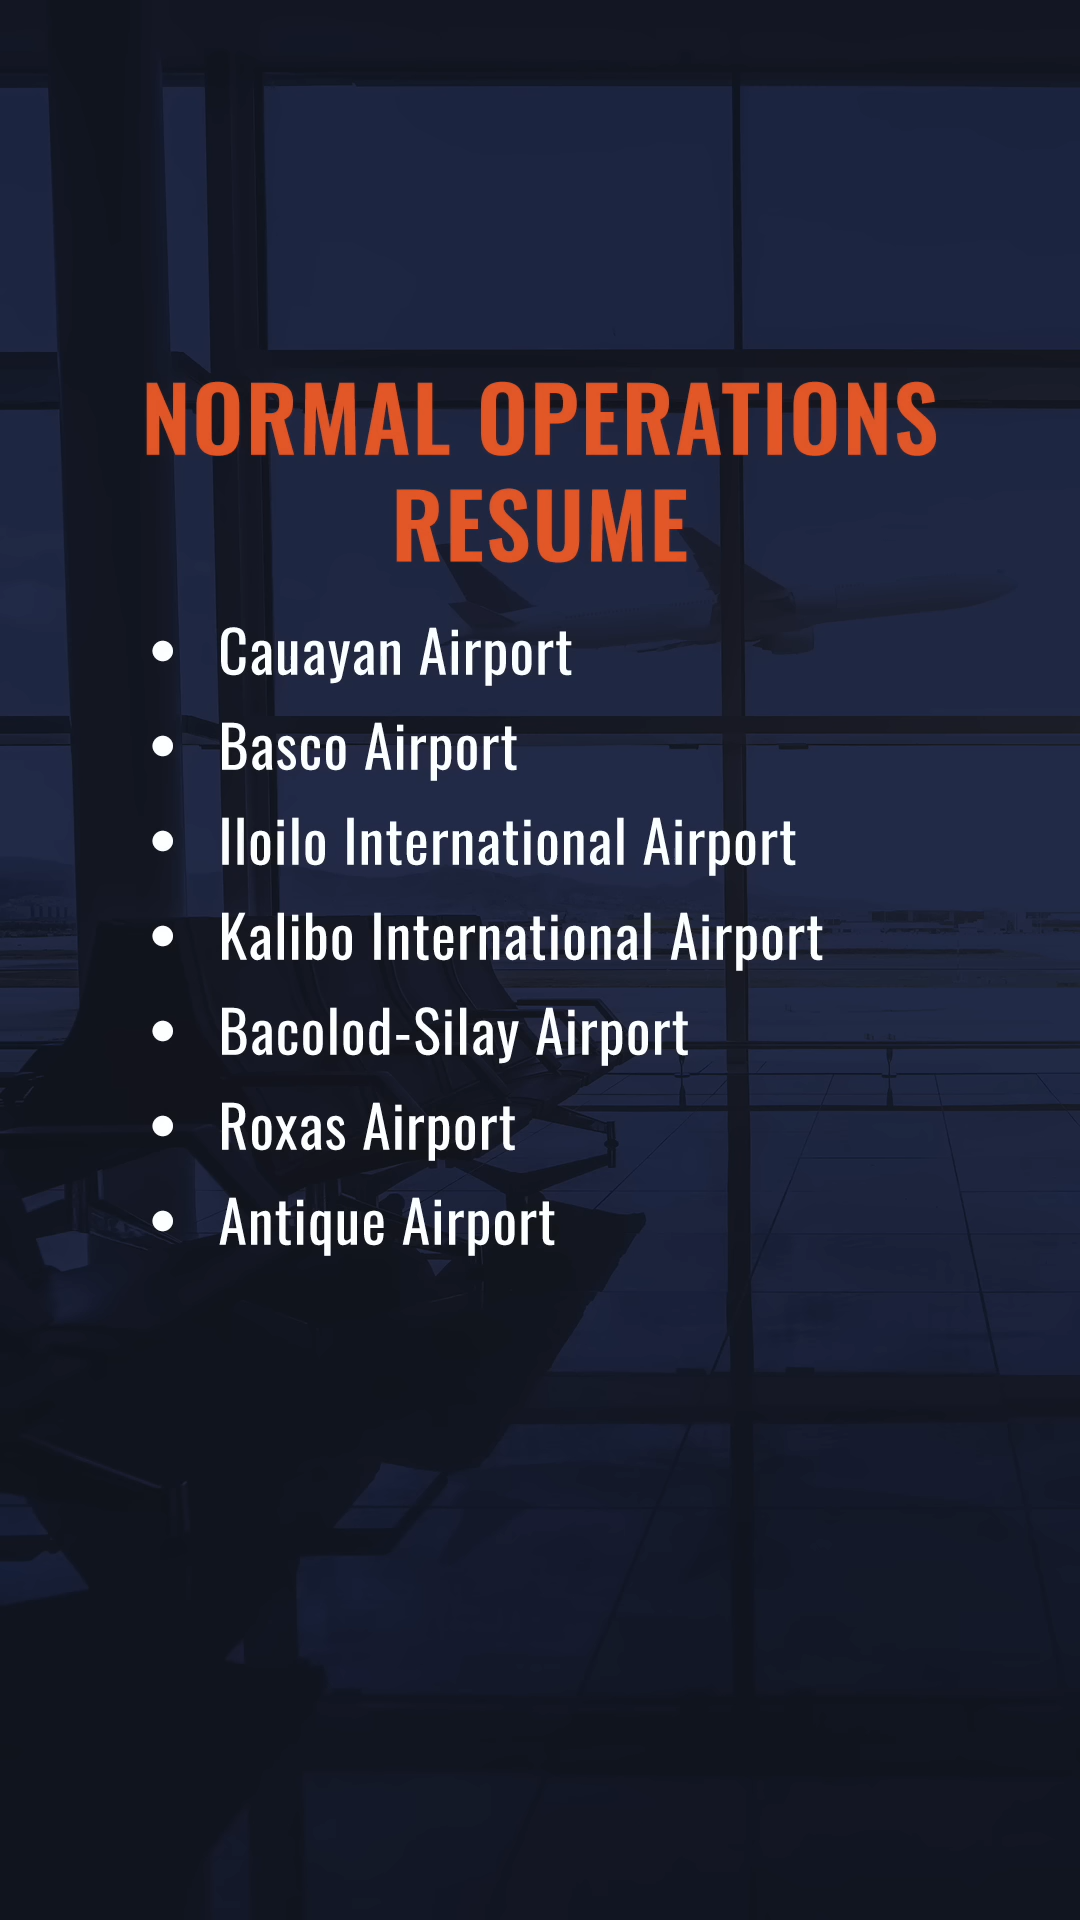 NORMAL OPERATIONS
RESUME
• Cauayan Airport
• Basco Airport
• Iloilo International Airport
• Kalibo International Airport
• Bacolod-Silay Airport
• Roxas Airport
• Antique Airport